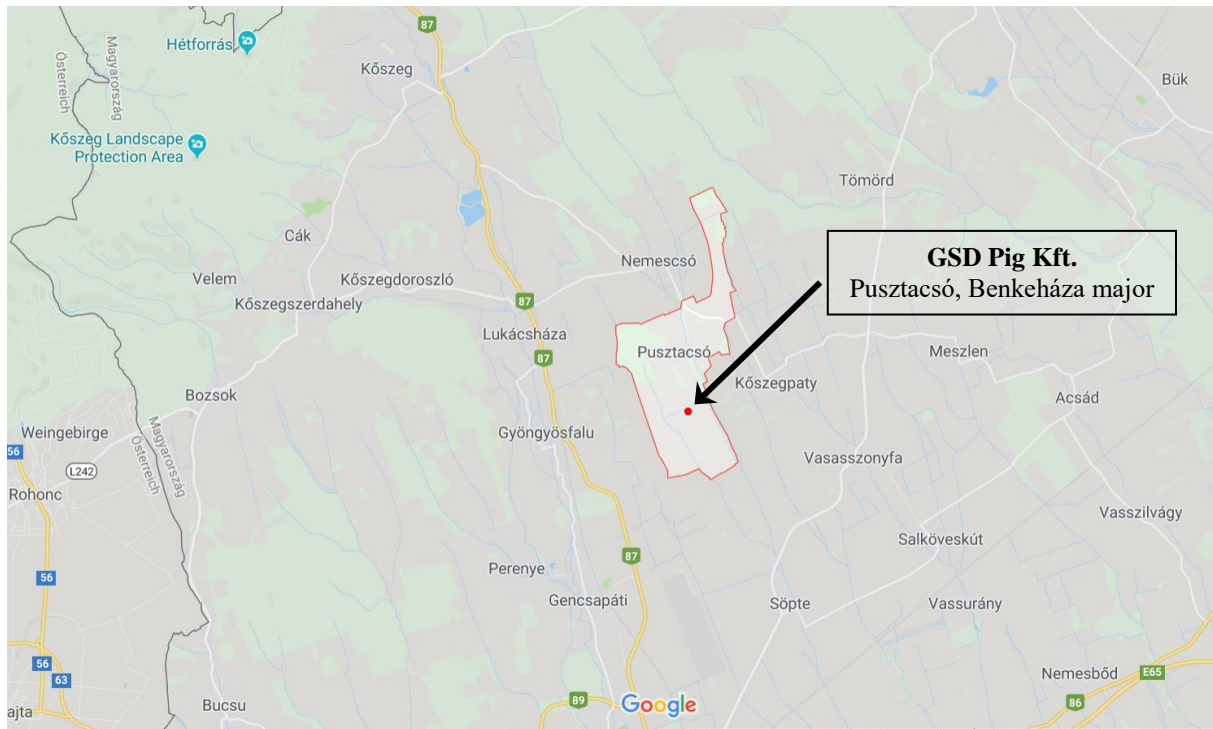 87
Hétforrás
Magyarország
Österreich
Kőszeg
Bük
Kőszeg Landscape
Protection Area
Tömörd
Cák
Nemescsó
GSD Pig Kft.
Pusztacsó, Benkeháza major
Velem
Kőszegdoroszló
Kőszegszerdahely
87
Lukácsháza
87
Pusztacsó
Meszlen
Kőszegpaty
Bozsok
Acsád
Weingebirge
Magyarország
Österreich
Gyöngyösfalu
56
L242
Vasasszonyfa
Rohonc
Vasszilvágy
Salköveskút
87
Perenye
56
Gencsapáti
Söpte
Vassurány
56
63
Nemesbőd
E65
ajta
Bucsu
89
Google
86